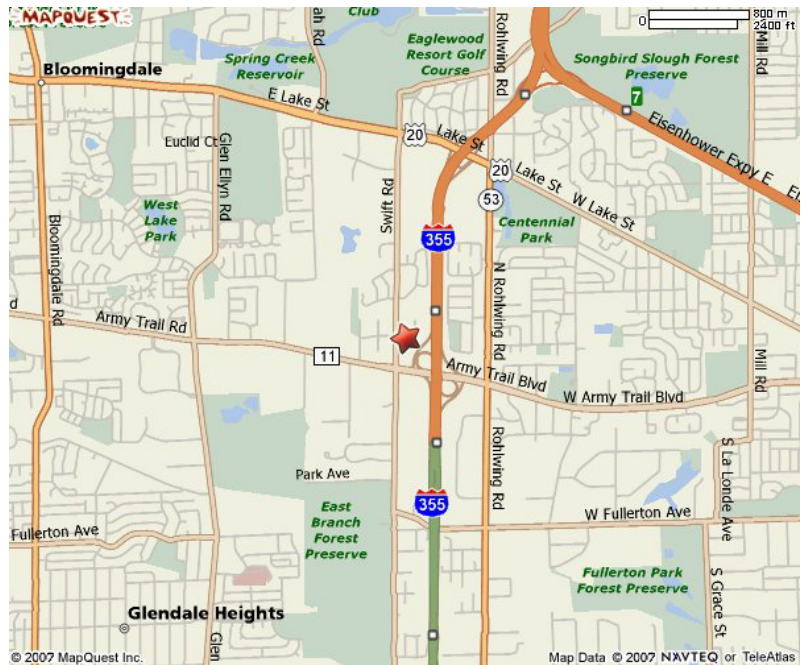 MAPQUEST
Club
ah Rd
Rohlwing Rd
800 m
0
2400 ft
Mill Rd
Eaglewood
Resort Golf
Course
Spring Creek
Reservoir
Songbird Slough Forest
Preserve
Bloomingdale
7
E Lake St
Eisenhower Expy E
20
Lake St
Euclid Ct
Glen Ellyn Rd
20
Lake St
W Lake St
Ei
Swift Rd
53
West
Lake
Park
Centennial
Park
355
Bloomingdale Rd
N Rohlwing Rd
d
Army Trail Rd
11
Army Trail Blvd
Mill Rd
W Army Trail Blvd
Rohlwing Rd
S La Londe Ave
Park Ave
355
East
Branch
Forest
Preserve
W Fullerton Ave
Fullerton Ave
Fullerton Park
Forest Preserve
S Grace St
Glendale Heights
Glen
© 2007 MapQuest Inc.
Map Data © 2007 NAVTEQ or TeleAtlas